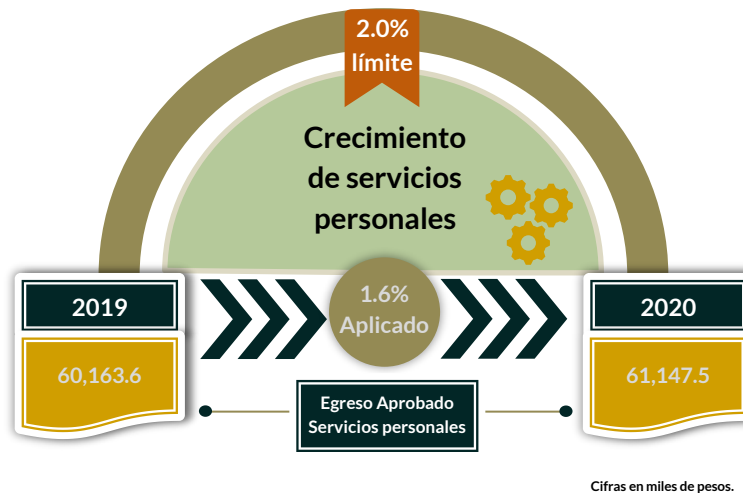 2.0%
límite
Crecimiento
de servicios
personales
2019
1.6%
Aplicado
2020
60,163.6
61,147.5
Egreso Aprobado
Servicios personales
Cifras en miles de pesos.